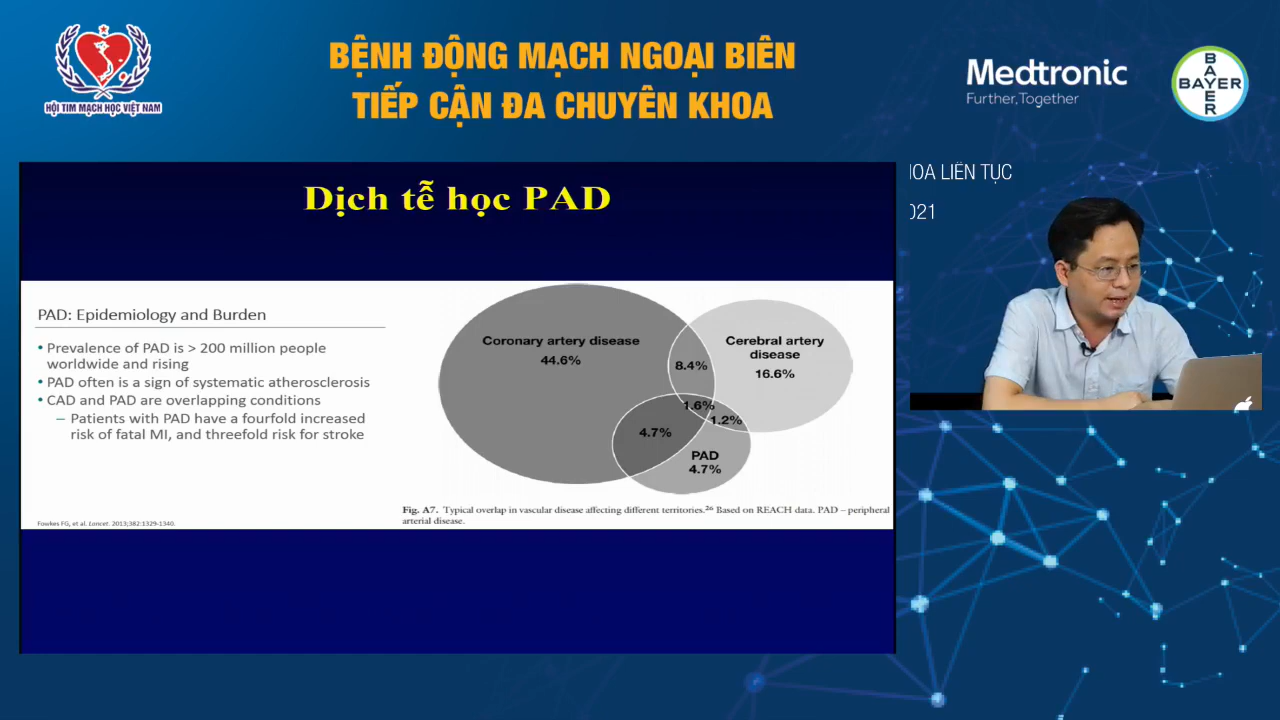 HỘI TIM MẠCH HỌC VIỆT NAM
BỆNH ĐỘNG MẠCH NGOẠI BIÊN
TIẾP CẬN ĐA CHUYÊN KHOA
Medtronic
Further, Together
BAYER
BAYER
Dịch tễ học PAD
PAD: Epidemiology and Burden
• Prevalence of PAD is > 200 million people
worldwide and rising
• PAD often is a sign of systematic atherosclerosis
• CAD and PAD are overlapping conditions
– Patients with PAD have a fourfold increased
risk of fatal MI, and threefold risk for stroke
Fowkes FG, et al. Lancet. 2013;382:1329-1340.
Coronary artery disease
44.6%
8.4%
Cerebral artery
disease
16.6%
1.6%
1.2%
4.7%
PAD
4.7%
Fig. A7. Typical overlap in vascular disease affecting different territories.26 Based on REACH data. PAD – peripheral
arterial disease.
HOA LIÊN TỤC
021